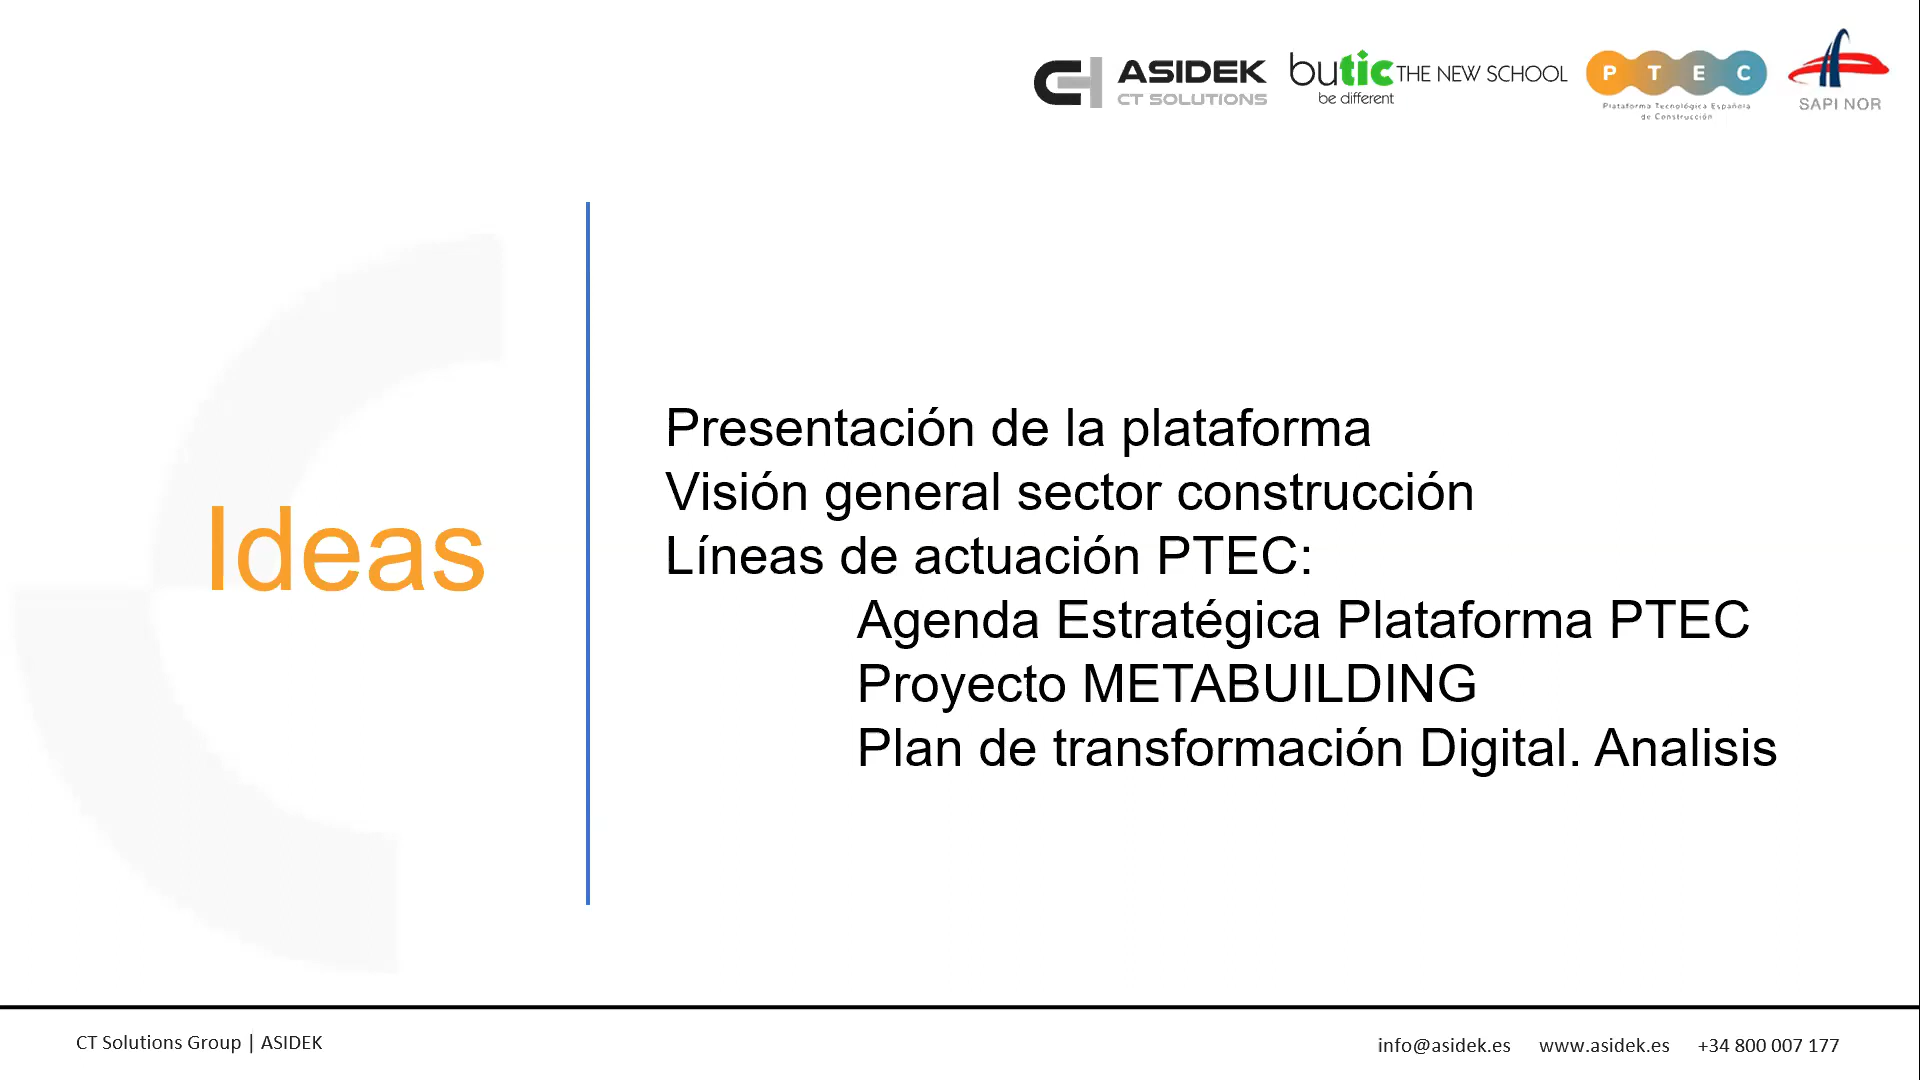 ASIDEK
CT SOLUTIONS
butic THE NEW SCHOOL
be different
P T E C
Plataforma Tecnológica Española
de Construcción
SAPI NOR
Ideas
Presentación de la plataforma
Visión general sector construcción
Líneas de actuación PTEC:
Agenda Estratégica Plataforma PTEC
Proyecto METABUILDING
Plan de transformación Digital. Analisis
CT Solutions Group | ASIDEK
info@asidek.es www.asidek.es +34 800 007 177